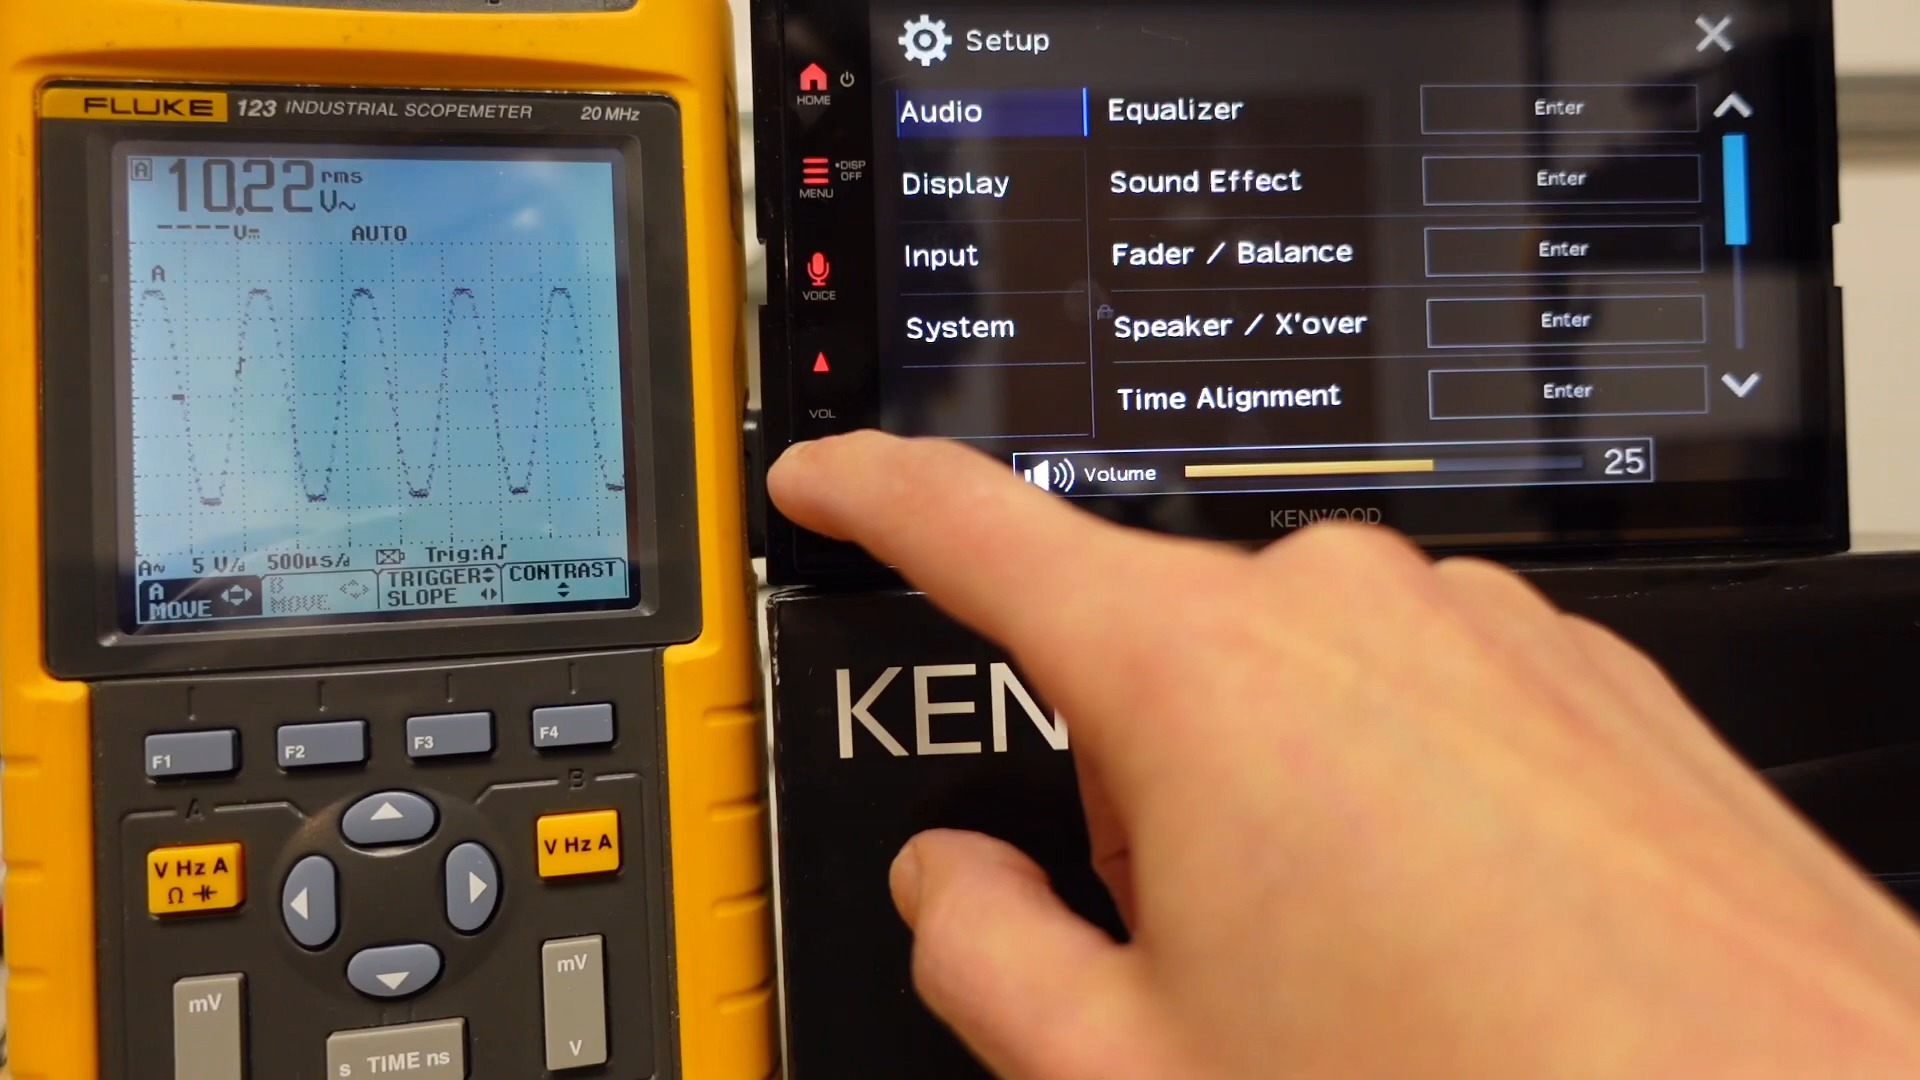 FLUKE 123 INDUSTRIAL SCOPEMETER 20 MHz
A 10.22 rms V~
----V AUTO
A
A~ 5 V/d 500µs/d Trig:A
A MOVE
B MOVE
TRIGGER SLOPE
CONTRAST
F1 F2 F3 F4
A B
V Hz A
Ω
V Hz A
mV
mV
V
s TIME ns
HOME
MENU
•DISP OFF
VOICE
VOL
Setup
Audio
Display
Input
System
Equalizer Enter
Sound Effect Enter
Fader / Balance Enter
Speaker / X'over Enter
Time Alignment Enter
Volume 25
KENWOOD
KEN